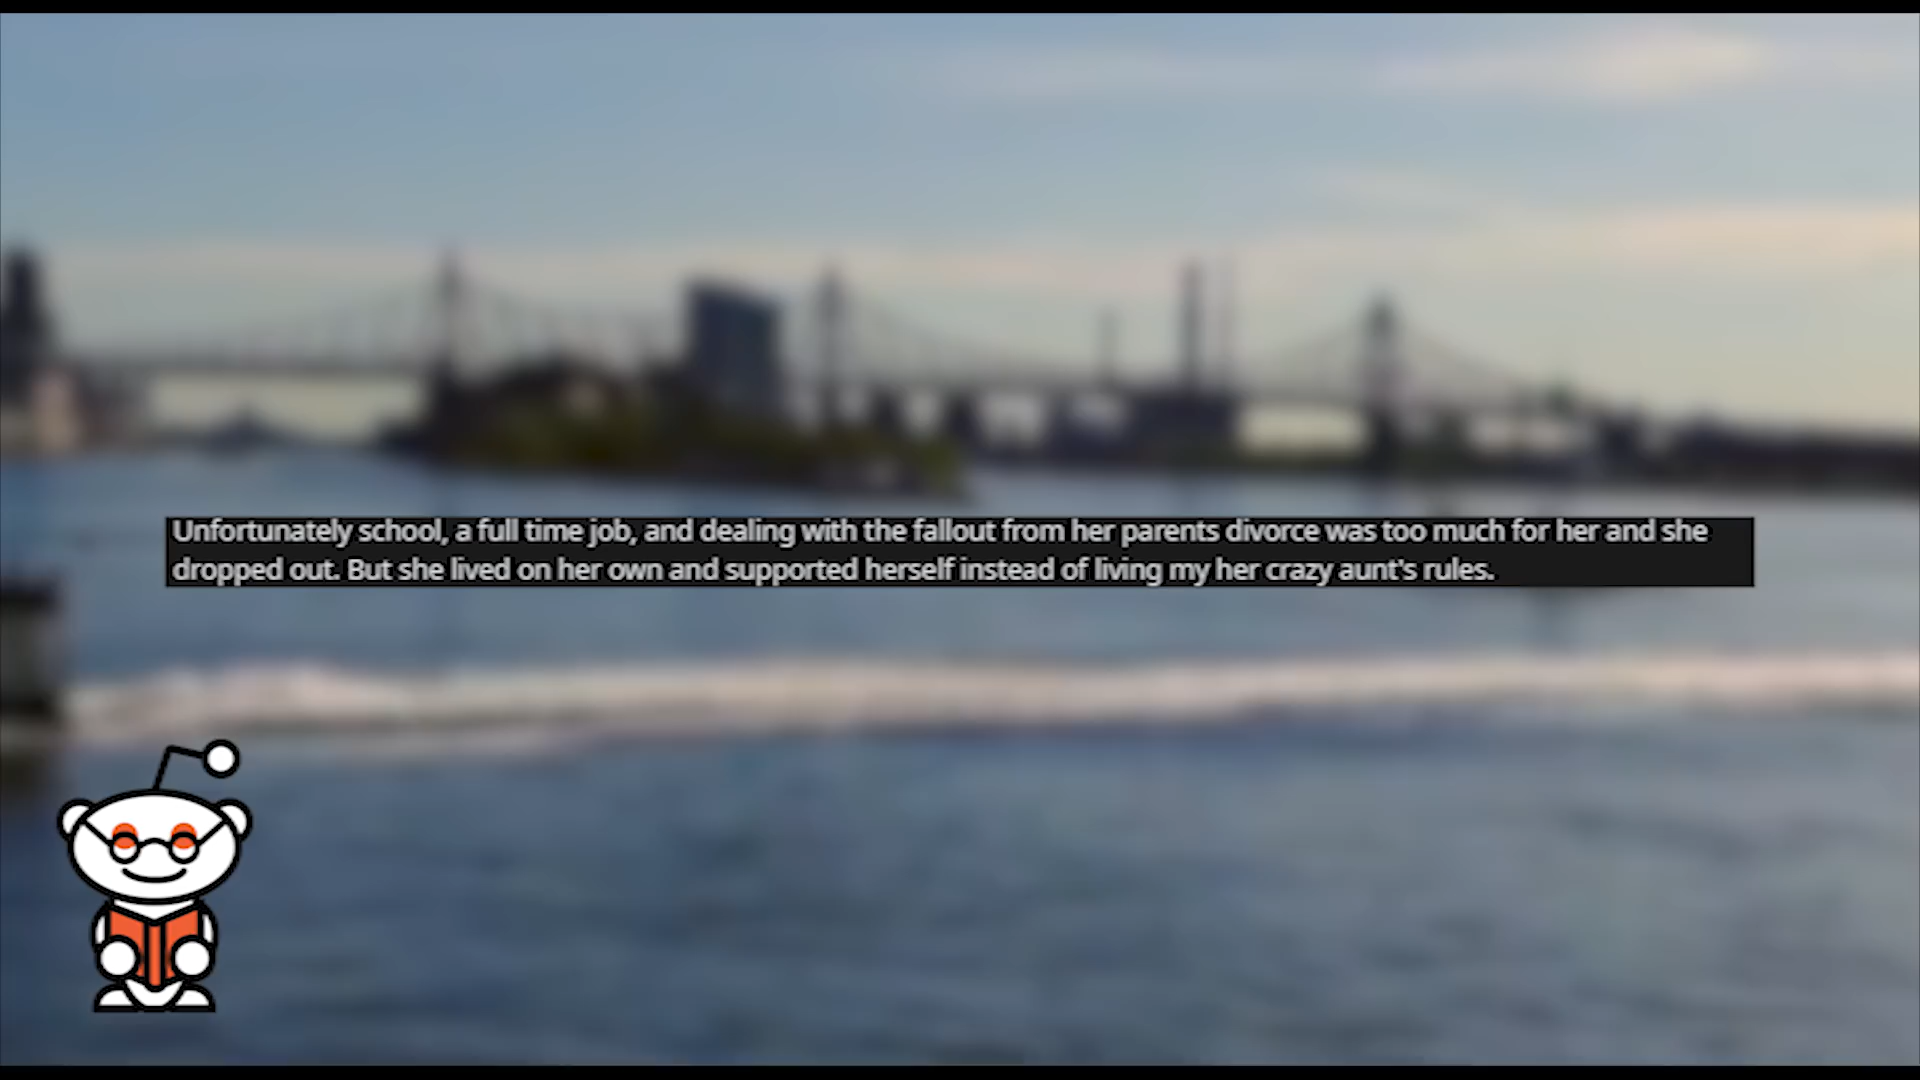 Unfortunately school, a full time job, and dealing with the fallout from her parents divorce was too much for her and she
dropped out. But she lived on her own and supported herself instead of living my her crazy aunt's rules.